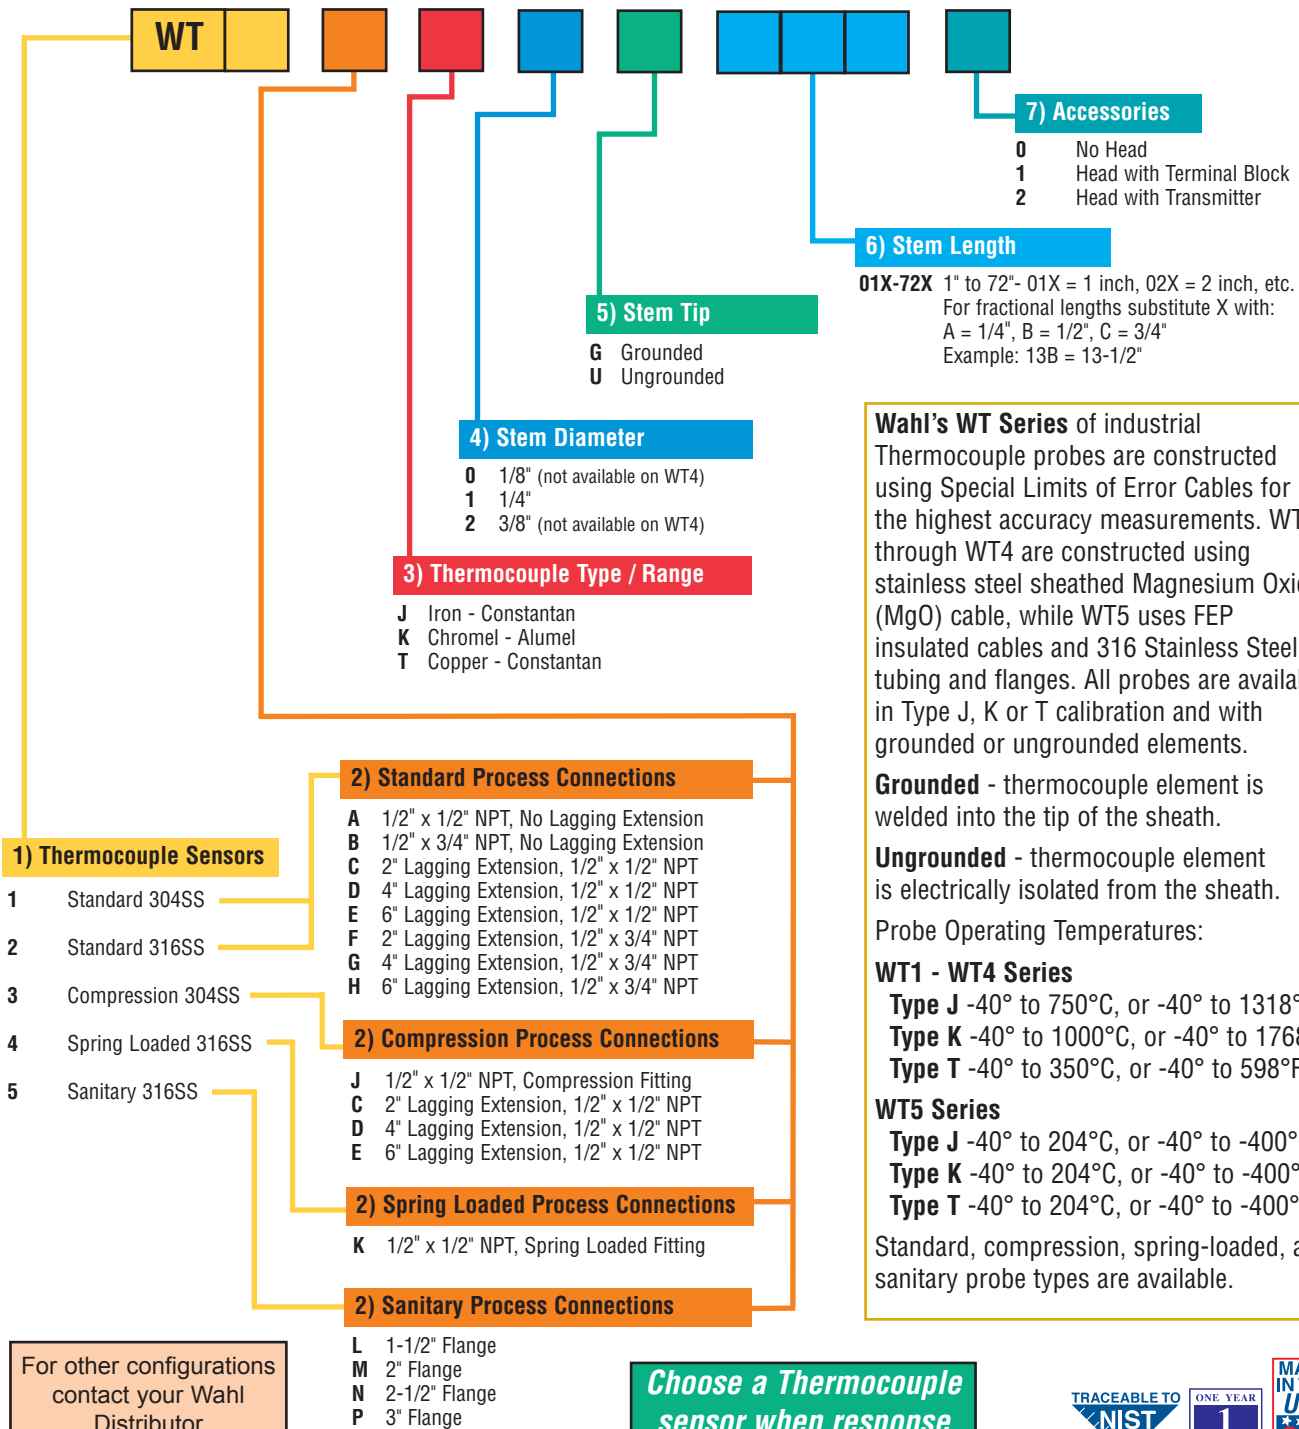 WT
7) Accessories
0 No Head
1 Head with Terminal Block
2 Head with Transmitter
6) Stem Length
01X-72X 1" to 72"- 01X = 1 inch, 02X = 2 inch, etc.
For fractional lengths substitute X with:
A = 1/4", B = 1/2", C = 3/4"
Example: 13B = 13-1/2"
5) Stem Tip
G Grounded
U Ungrounded
4) Stem Diameter
0 1/8" (not available on WT4)
1 1/4"
2 3/8" (not available on WT4)
3) Thermocouple Type / Range
J Iron - Constantan
K Chromel - Alumel
T Copper - Constantan
2) Standard Process Connections
A 1/2" x 1/2" NPT, No Lagging Extension
B 1/2" x 3/4" NPT, No Lagging Extension
C 2" Lagging Extension, 1/2" x 1/2" NPT
D 4" Lagging Extension, 1/2" x 1/2" NPT
E 6" Lagging Extension, 1/2" x 1/2" NPT
F 2" Lagging Extension, 1/2" x 3/4" NPT
G 4" Lagging Extension, 1/2" x 3/4" NPT
H 6" Lagging Extension, 1/2" x 3/4" NPT
1) Thermocouple Sensors
1 Standard 304SS
2 Standard 316SS
3 Compression 304SS
4 Spring Loaded 316SS
5 Sanitary 316SS
2) Compression Process Connections
J 1/2" x 1/2" NPT, Compression Fitting
C 2" Lagging Extension, 1/2" x 1/2" NPT
D 4" Lagging Extension, 1/2" x 1/2" NPT
E 6" Lagging Extension, 1/2" x 1/2" NPT
2) Spring Loaded Process Connections
K 1/2" x 1/2" NPT, Spring Loaded Fitting
2) Sanitary Process Connections
L 1-1/2" Flange
M 2" Flange
N 2-1/2" Flange
P 3" Flange
Wahl's WT Series of industrial
Thermocouple probes are constructed
using Special Limits of Error Cables for
the highest accuracy measurements.
through WT4 are constructed using
stainless steel sheathed Magnesium
(MgO) cable, while WT5 uses FEP
insulated cables and 316 Stainless Steel
tubing and flanges. All probes are
in Type J, K or T calibration and with
grounded or ungrounded elements.
Grounded - thermocouple element is
welded into the tip of the sheath.
Ungrounded - thermocouple element
is electrically isolated from the sheath.
Probe Operating Temperatures:
WT1 - WT4 Series
Type J -40° to 750°C, or -40° to 1318°
Type K -40° to 1000°C, or -40° to 1768
Type T -40° to 350°C, or -40° to 598°F
WT5 Series
Type J -40° to 204°C, or -40° to -400°
Type K -40° to 204°C, or -40° to -400°
Type T -40° to 204°C, or -40° to -400°
Standard, compression, spring-loaded,
sanitary probe types are available.
For other configurations
contact your Wahl
Distributor
Choose a Thermocouple
sensor when response
TRACEABLE TO
NIST
ONE YEAR
1
IN